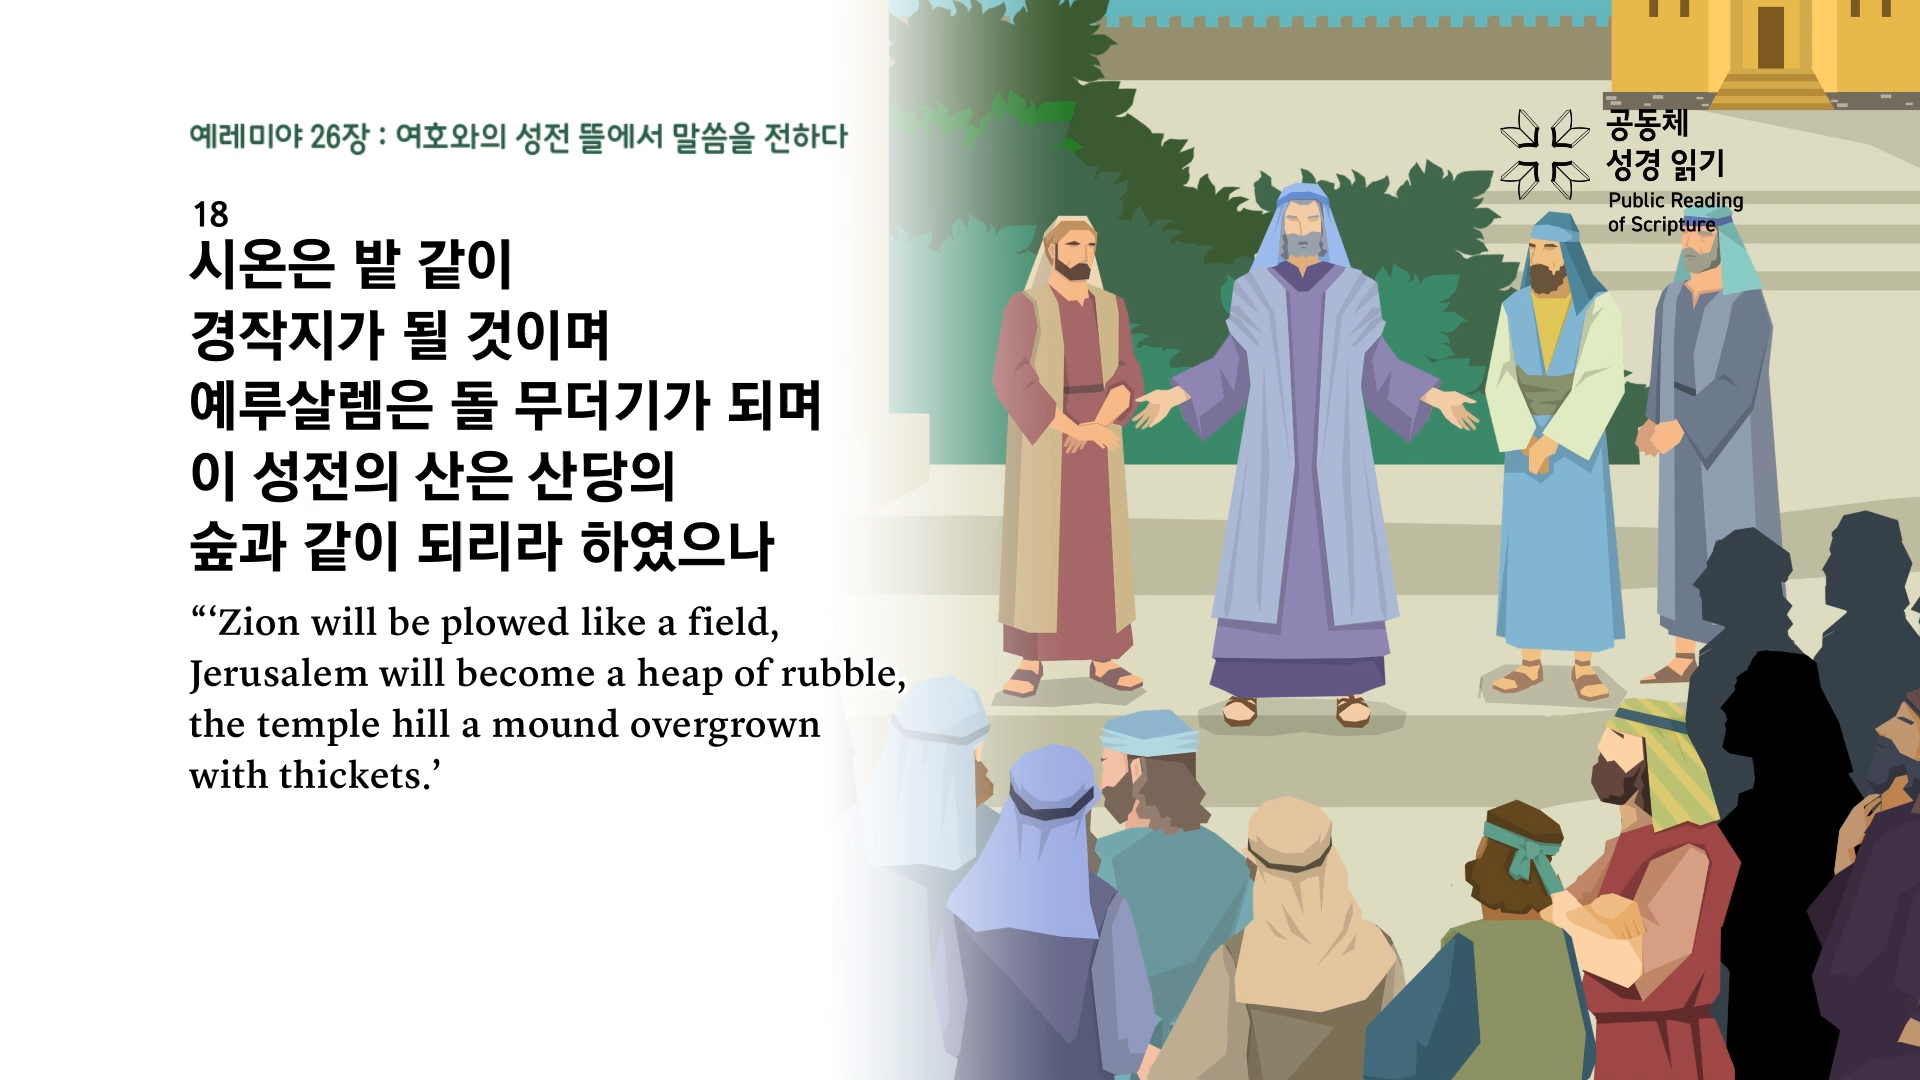 예레미야 26장 : 여호와의 성전 뜰에서 말씀을 전하다
18
시온은 밭 같이
경작지가 될 것이며
예루살렘은 돌 무더기가 되며
이 성전의 산은 산당의
숲과 같이 되리라 하였으나
“‘Zion will be plowed like a field,
Jerusalem will become a heap of rubble,
the temple hill a mound overgrown
with thickets.’
공동체
성경 읽기
Public Reading
of Scripture